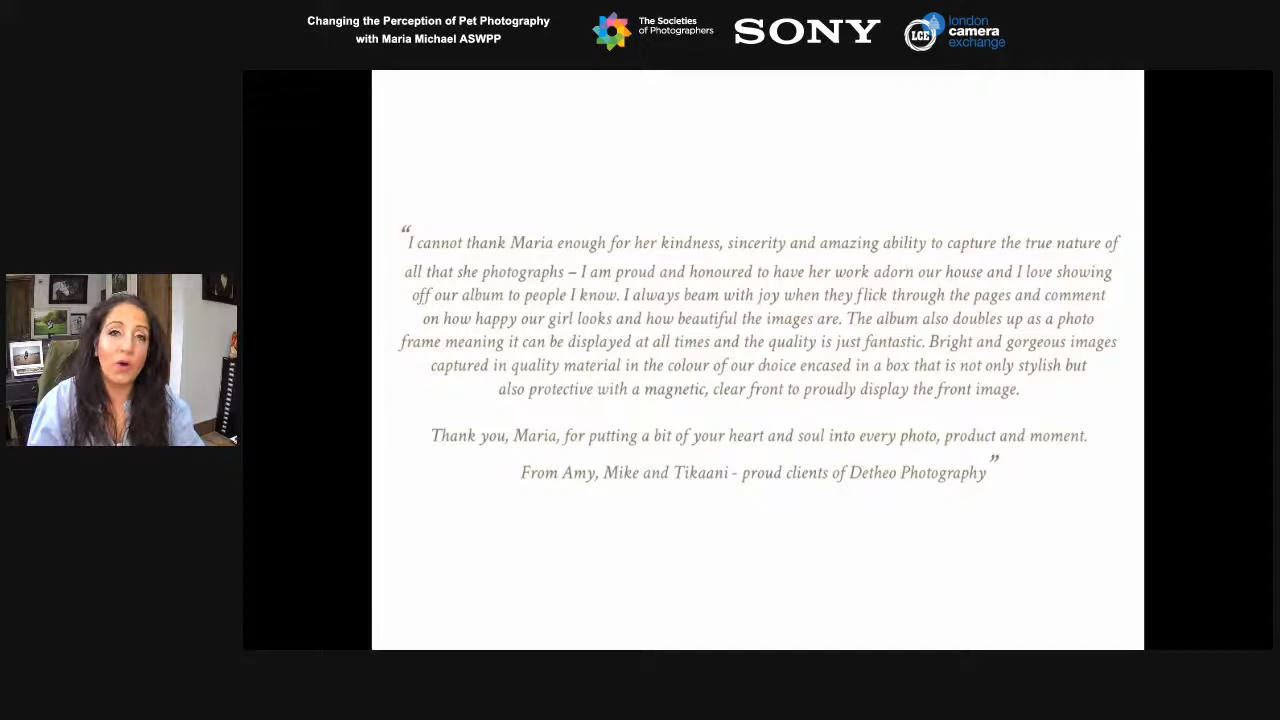 Changing the Perception of Pet Photography
with Maria Michael ASWPP
The Societies
of Photographers
SONY
LCE
london
camera
exchange
“I cannot thank Maria enough for her kindness, sincerity and amazing ability to capture the true nature of
all that she photographs – I am proud and honoured to have her work adorn our house and I love showing
off our album to people I know. I always beam with joy when they flick through the pages and comment
on how happy our girl looks and how beautiful the images are. The album also doubles up as a photo
frame meaning it can be displayed at all times and the quality is just fantastic. Bright and gorgeous images
captured in quality material in the colour of our choice encased in a box that is not only stylish but
also protective with a magnetic, clear front to proudly display the front image.
Thank you, Maria, for putting a bit of your heart and soul into every photo, product and moment.
From Amy, Mike and Tikaani - proud clients of Detheo Photography”